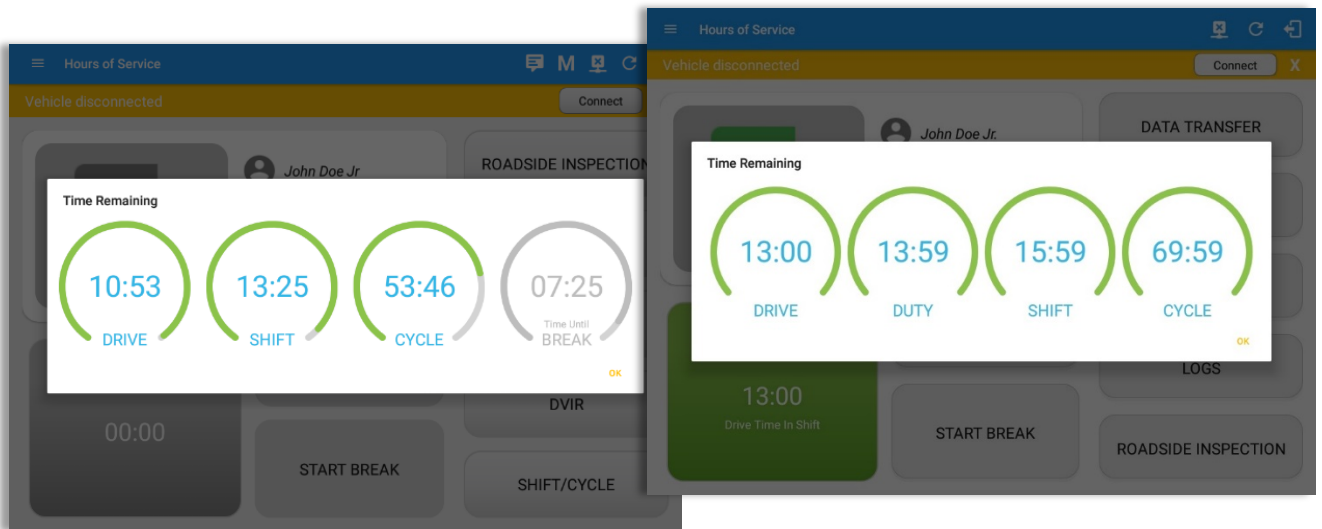 Hours of Service
M
Vehicle disconnected
Connect
John Doe Jr
ROADSIDE INSPECTION
Time Remaining
10:53
DRIVE
13:25
SHIFT
53:46
CYCLE
07:25
Time Until
BREAK
OK
00:00
START BREAK
DVIR
SHIFT/CYCLE
Hours of Service
Vehicle disconnected
Connect
X
John Doe Jr.
DATA TRANSFER
Time Remaining
13:00
DRIVE
13:59
DUTY
15:59
SHIFT
69:59
CYCLE
OK
13:00
Drive Time In Shift
START BREAK
LOGS
ROADSIDE INSPECTION